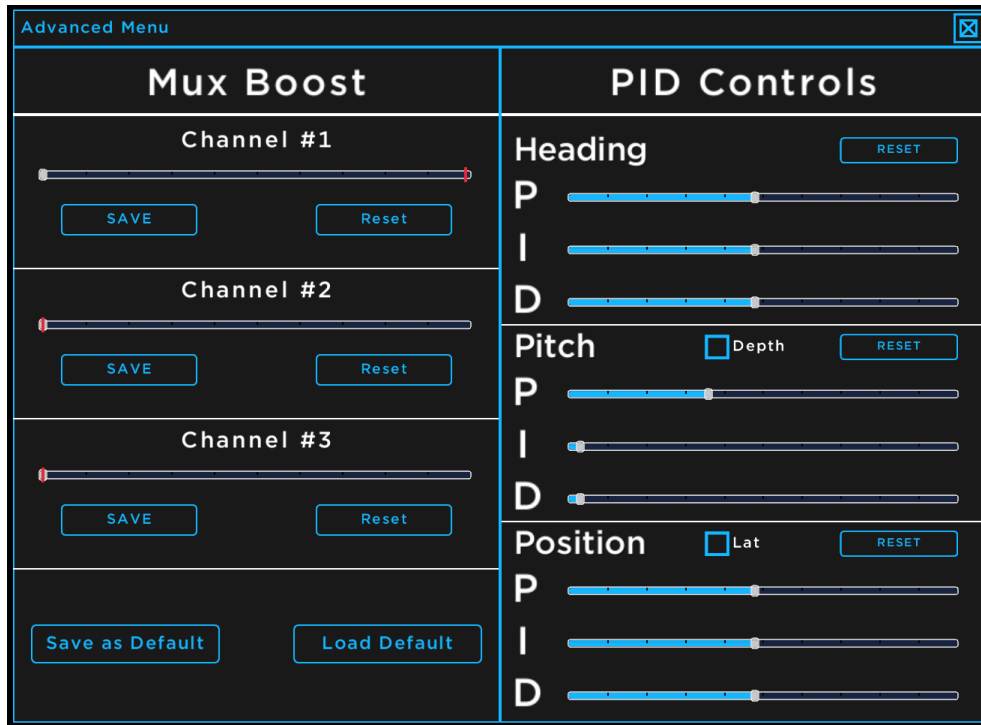 Advanced Menu
Mux Boost
Channel #1
SAVE
Reset
Channel #2
SAVE
Reset
Channel #3
SAVE
Reset
Save as Default
Load Default
PID Controls
Heading
RESET
P
I
D
Pitch
Depth
RESET
P
I
D
Position
Lat
RESET
P
I
D